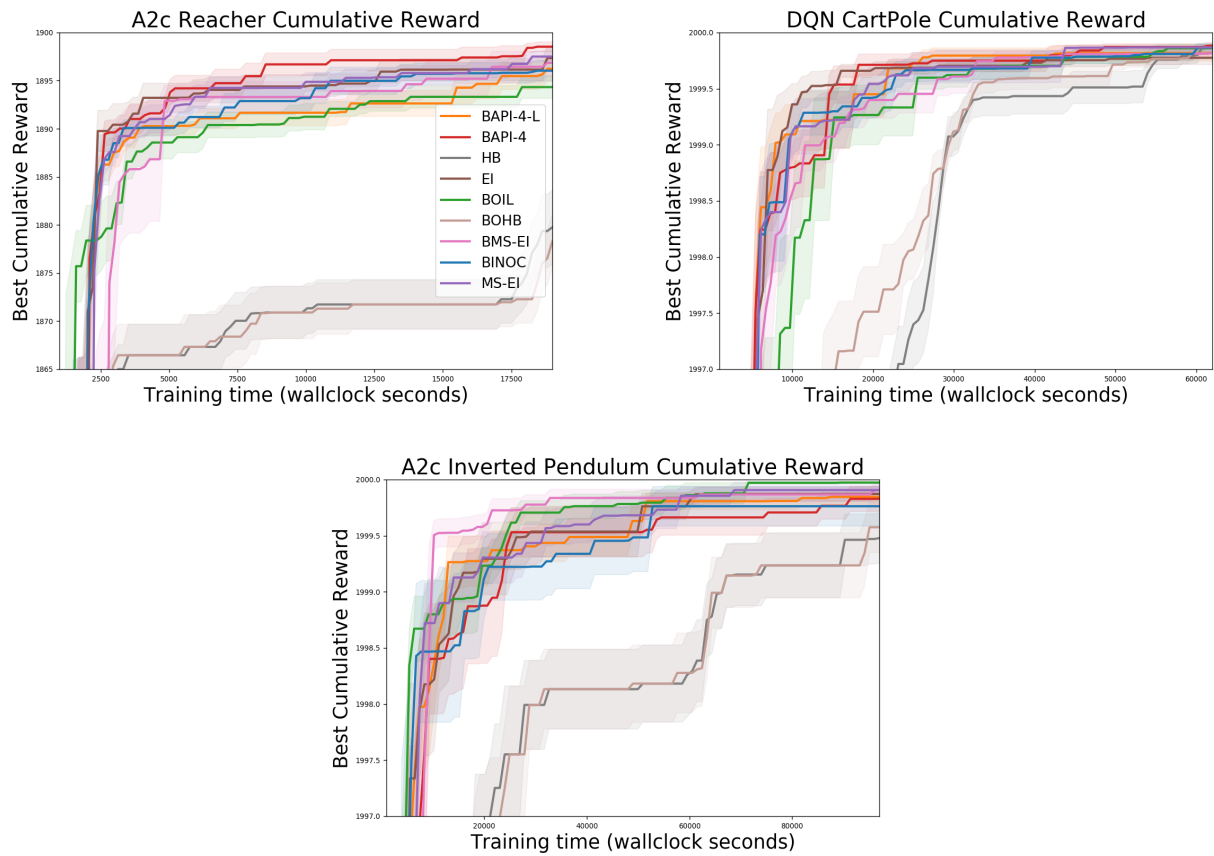 A2c Reacher Cumulative Reward
Best Cumulative Reward
1900
1895
1890
1885
1880
1875
1870
1865
2500
5000
7500
10000
12500
15000
17500
Training time (wallclock seconds)
BAPI-4-L
BAPI-4
HB
EI
BOIL
BOHB
BMS-EI
BINOC
MS-EI
DQN CartPole Cumulative Reward
Best Cumulative Reward
2000.0
1999.5
1999.0
1998.5
1998.0
1997.5
1997.0
10000
20000
30000
40000
50000
60000
Training time (wallclock seconds)
A2c Inverted Pendulum Cumulative Reward
Best Cumulative Reward
2000.0
1999.5
1999.0
1998.5
1998.0
1997.5
1997.0
20000
40000
60000
80000
Training time (wallclock seconds)